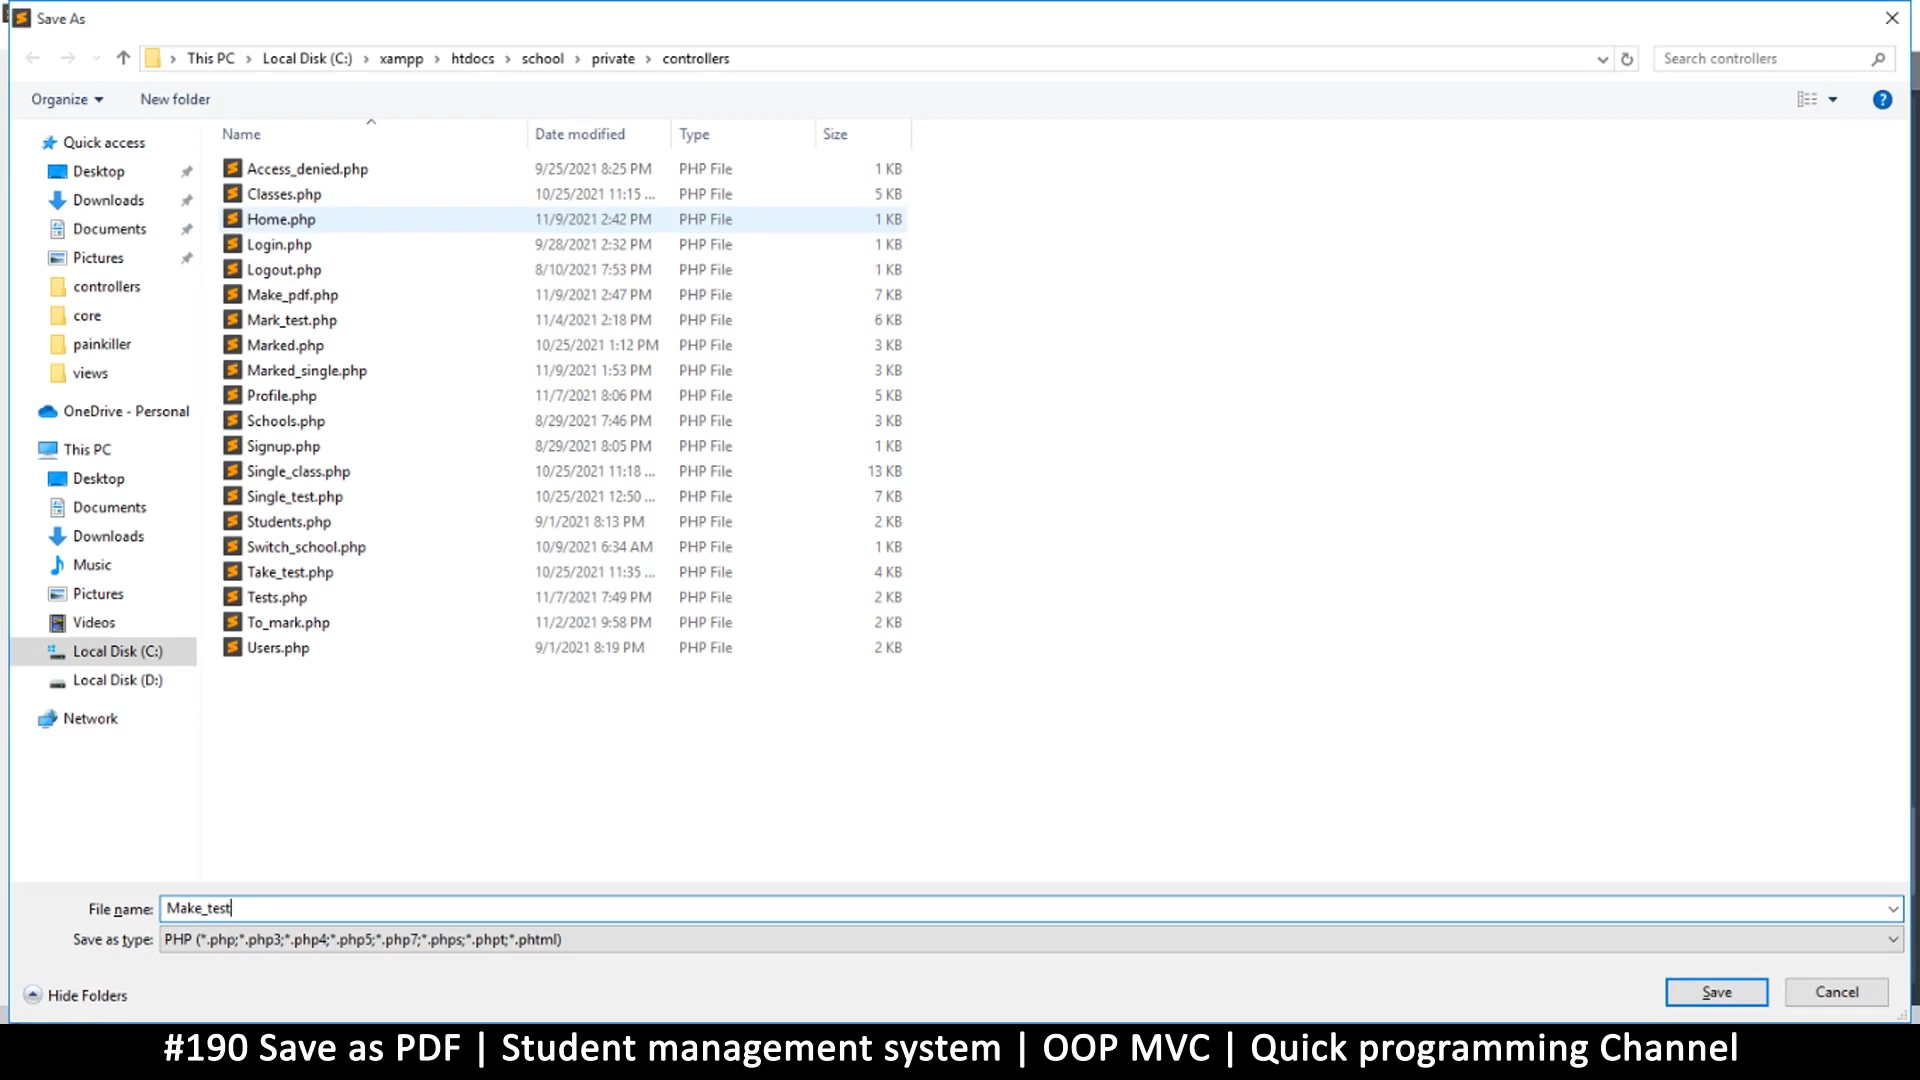 Save As
This PC > Local Disk (C:) > xampp > htdocs > school > private > controllers
Search controllers
Organize
New folder
Quick access
Desktop
Downloads
Documents
Pictures
controllers
core
painkiller
views
OneDrive - Personal
This PC
Desktop
Documents
Downloads
Music
Pictures
Videos
Local Disk (C:)
Local Disk (D:)
Network
Name Date modified Type Size
Access_denied.php 9/25/2021 8:25 PM PHP File 1 KB
Classes.php 10/25/2021 11:15 ... PHP File 5 KB
Home.php 11/9/2021 2:42 PM PHP File 1 KB
Login.php 9/28/2021 2:32 PM PHP File 1 KB
Logout.php 8/10/2021 7:53 PM PHP File 1 KB
Make_pdf.php 11/9/2021 2:47 PM PHP File 7 KB
Mark_test.php 11/4/2021 2:18 PM PHP File 6 KB
Marked.php 10/25/2021 1:12 PM PHP File 3 KB
Marked_single.php 11/9/2021 1:53 PM PHP File 3 KB
Profile.php 11/7/2021 8:06 PM PHP File 5 KB
Schools.php 8/29/2021 7:46 PM PHP File 3 KB
Signup.php 8/29/2021 8:05 PM PHP File 1 KB
Single_class.php 10/25/2021 11:18 ... PHP File 13 KB
Single_test.php 10/25/2021 12:50 ... PHP File 7 KB
Students.php 9/1/2021 8:13 PM PHP File 2 KB
Switch_school.php 10/9/2021 6:34 AM PHP File 1 KB
Take_test.php 10/25/2021 11:35 ... PHP File 4 KB
Tests.php 11/7/2021 7:49 PM PHP File 2 KB
To_mark.php 11/2/2021 9:58 PM PHP File 2 KB
Users.php 9/1/2021 8:19 PM PHP File 2 KB
File name: Make_test
Save as type: PHP (*.php;*.php3;*.php4;*.php5;*.php7;*.phps;*.phpt;*.phtml)
Hide Folders
Save
Cancel
#190 Save as PDF | Student management system | OOP MVC | Quick programming Channel